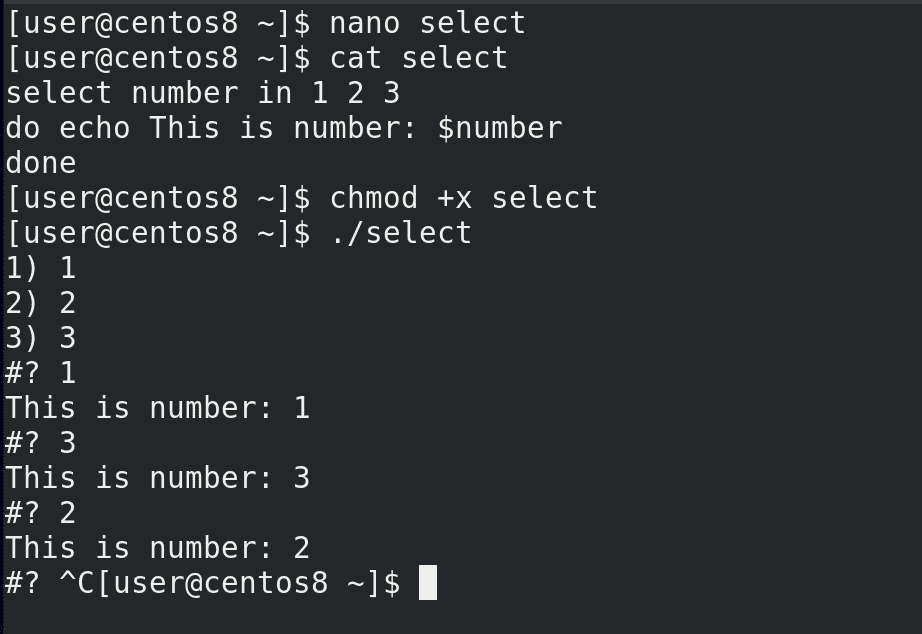 [user@centos8 ~]$ nano select
[user@centos8 ~]$ cat select
select number in 1 2 3
do echo This is number: $number
done
[user@centos8 ~]$ chmod +x select
[user@centos8 ~]$ ./select
1) 1
2) 2
3) 3
#? 1
This is number: 1
#? 3
This is number: 3
#? 2
This is number: 2
#? ^C[user@centos8 ~]$